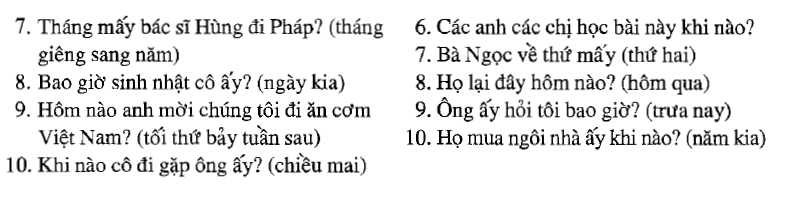 7. Tháng mấy bác sĩ Hùng đi Pháp? (tháng
giêng sang năm)
8. Bao giờ sinh nhật cô ấy? (ngày kia)
9. Hôm nào anh mời chúng tôi đi ăn cơm
Việt Nam? (tối thứ bảy tuần sau)
10. Khi nào cô đi gặp ông ấy? (chiều mai)
6. Các anh các chị học bài này khi nào?
7. Bà Ngọc về thứ mấy (thứ hai)
8. Họ lại đây hôm nào? (hôm qua)
9. Ông ấy hỏi tôi bao giờ? (trưa nay)
10. Họ mua ngôi nhà ấy khi nào? (năm kia)